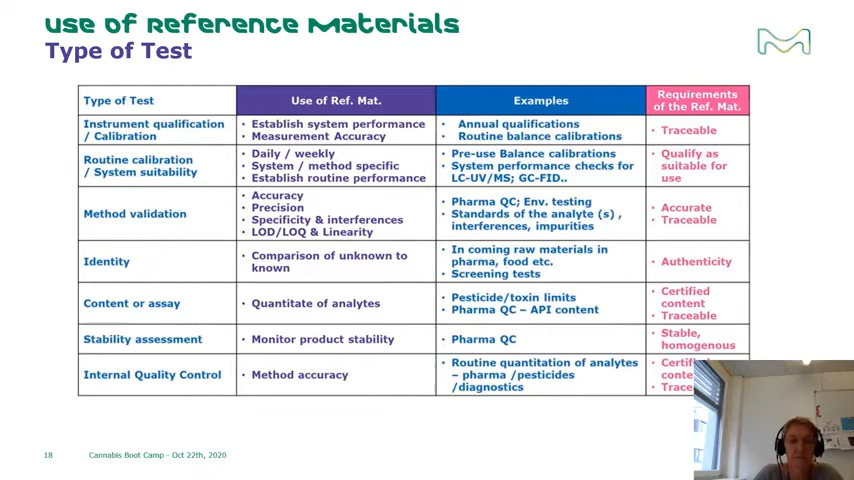 Use of Reference Materials
Type of Test
Type of Test
Use of Ref. Mat.
Examples
Requirements
of the Ref. Mat.
Instrument qualification
/ Calibration
• Establish system performance
• Measurement Accuracy
• Annual qualifications
• Routine balance calibrations
• Traceable
Routine calibration
/ System suitability
• Daily / weekly
• System / method specific
• Establish routine performance
• Pre-use Balance calibrations
• System performance checks for
LC-UV/MS; GC-FID..
• Qualify as
suitable for
use
Method validation
• Accuracy
• Precision
• Specificity & interferences
• LOD/LOQ & Linearity
• Pharma QC; Env. testing
• Standards of the analyte (s) ,
interferences, impurities
• Accurate
• Traceable
Identity
• Comparison of unknown to
known
• In coming raw materials in
pharma, food etc.
• Screening tests
• Authenticity
Content or assay
• Quantitate of analytes
• Pesticide/toxin limits
• Pharma QC – API content
• Certified
content
• Traceable
Stability assessment
• Monitor product stability
• Pharma QC
• Stable,
homogenous
Internal Quality Control
• Method accuracy
• Routine quantitation of analytes
– pharma /pesticides
/diagnostics
18
Cannabis Boot Camp - Oct 22th, 2020